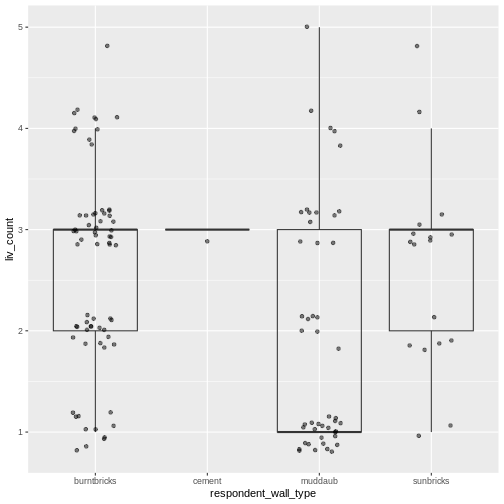 5
4
3
2
1
liv_count
burntbricks cement muddaub sunbricks
respondent_wall_type